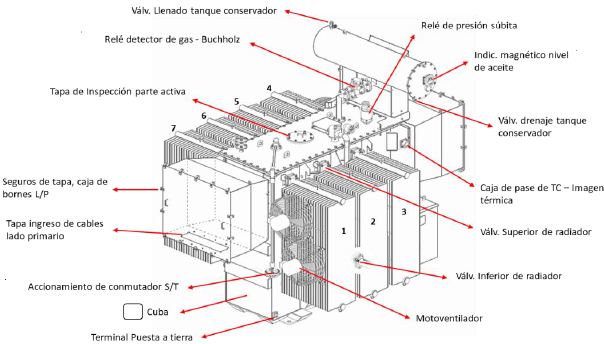 Válv. Llenado tanque conservador
Relé de presión súbita
Relé detector de gas - Buchholz
Indic. magnético nivel
de aceite
Tapa de Inspección parte activa
4
5
6
7
Válv. drenaje tanque
conservador
Seguros de tapa, caja de
bornes L/P
Caja de pase de TC – Imagen
térmica
Tapa ingreso de cables
lado primario
1
2
3
Válv. Superior de radiador
Válv. Inferior de radiador
Accionamiento de conmutador S/T
Cuba
Motoventilador
Terminal Puesta a tierra